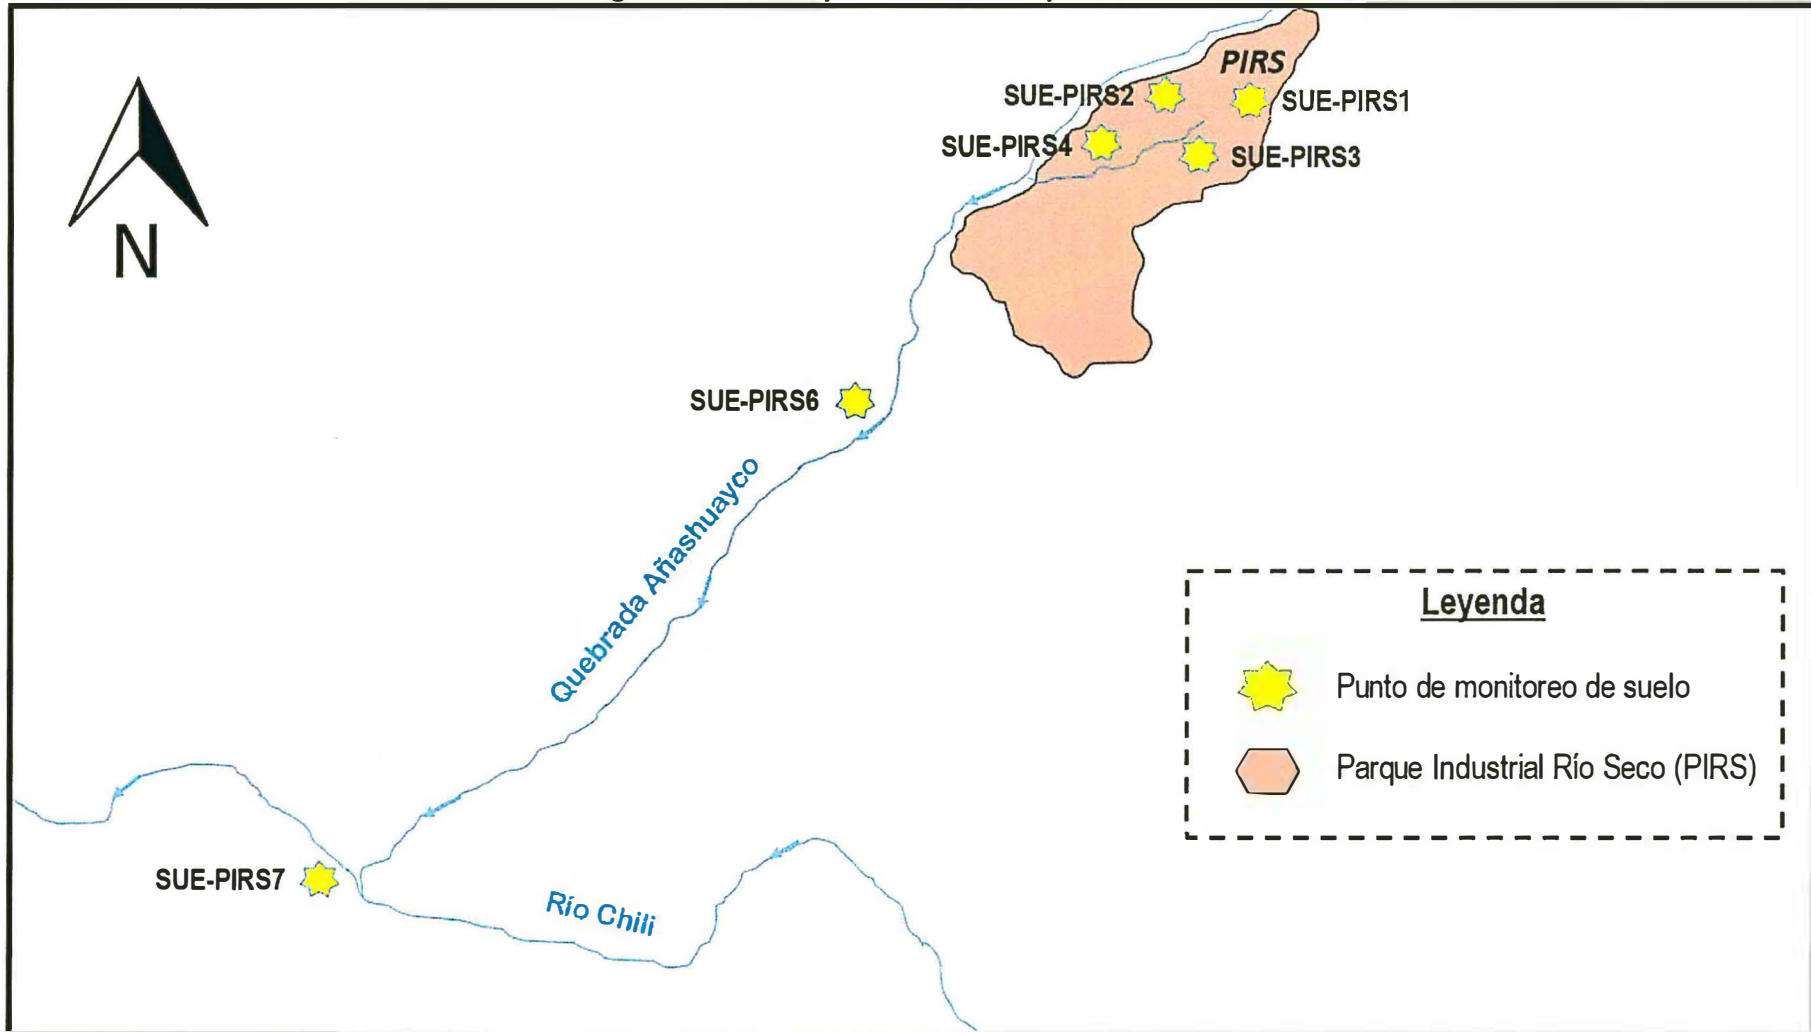 PIRS
SUE-PIRS2
SUE-PIRS1
SUE-PIRS4
SUE-PIRS3
N
SUE-PIRS6
Quebrada Añashuayco
Leyenda
Punto de monitoreo de suelo
Parque Industrial Río Seco (PIRS)
SUE-PIRS7
Río Chili